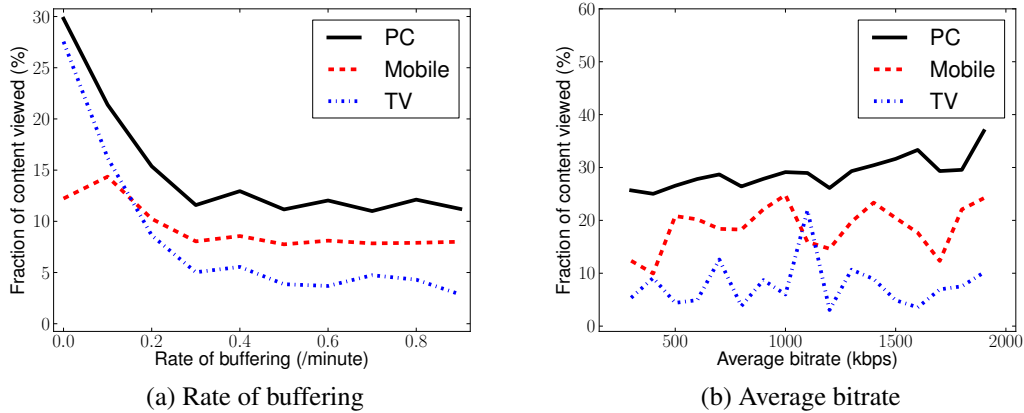 Fraction of content viewed (%)
30
25
20
15
10
5
0
0.0 0.2 0.4 0.6 0.8
Rate of buffering (/minute)
PC
Mobile
TV
(a) Rate of buffering
Fraction of content viewed (%)
60
50
40
30
20
10
0
500 1000 1500 2000
Average bitrate (kbps)
PC
Mobile
TV
(b) Average bitrate